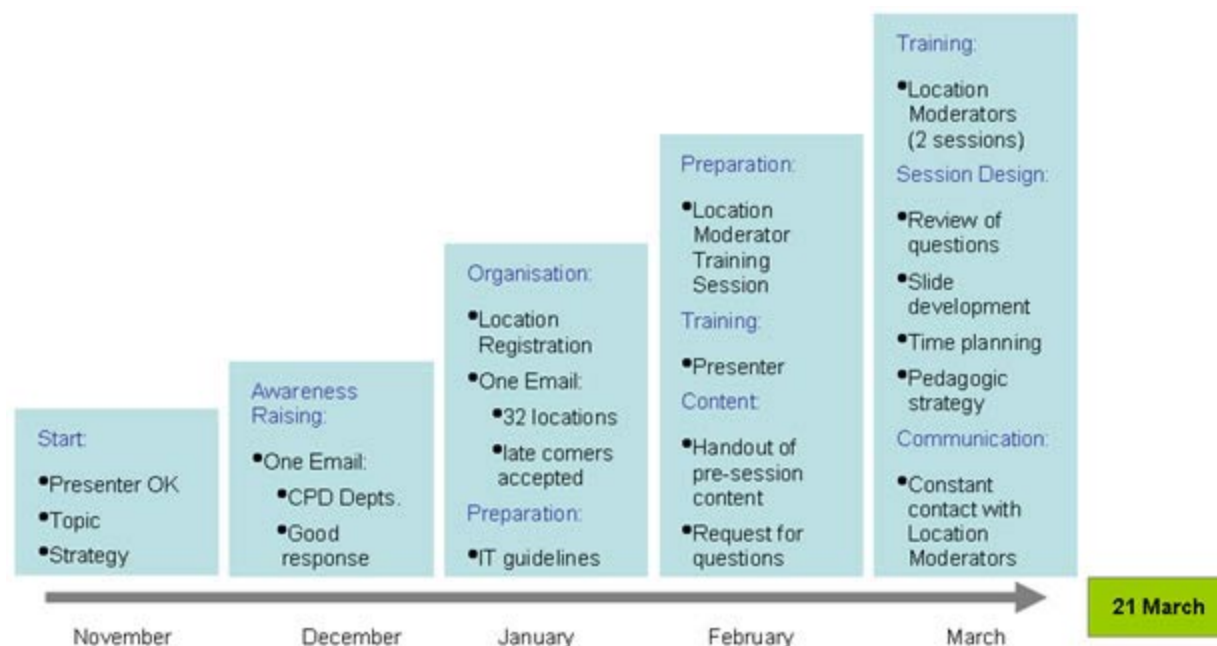 Start:
•Presenter OK
•Topic
•Strategy
Awareness
Raising:
•One Email:
•CPD Depts.
•Good
response
Organisation:
•Location
Registration
•One Email:
•32 locations
•late comers
accepted
Preparation:
•IT guidelines
Preparation:
•Location
Moderator
Training
Session
Training:
•Presenter
Content:
•Handout of
pre-session
content
•Request for
questions
Training:
•Location
Moderators
(2 sessions)
Session Design:
•Review of
questions
•Slide
development
•Time planning
•Pedagogic
strategy
Communication:
•Constant
contact with
Location
Moderators
21 March
November
December
January
February
March